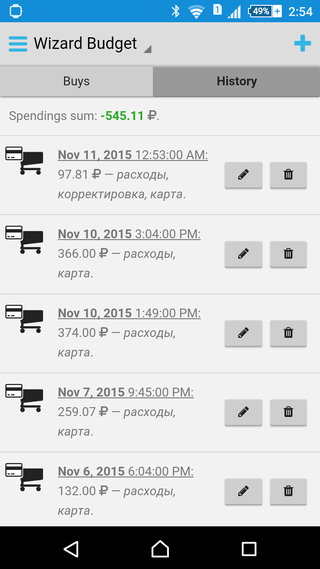 1
49%
2:54
Wizard Budget
Buys
History
Spendings sum: -545.11 ₽.
Nov 11, 2015 12:53:00 AM:
97.81 ₽ — расходы,
корректировка, карта.
Nov 10, 2015 3:04:00 PM:
366.00 ₽ — расходы,
карта.
Nov 10, 2015 1:49:00 PM:
374.00 ₽ — расходы,
карта.
Nov 7, 2015 9:45:00 PM:
259.07 ₽ — расходы,
карта.
Nov 6, 2015 6:04:00 PM:
132.00 ₽ — расходы,
карта.